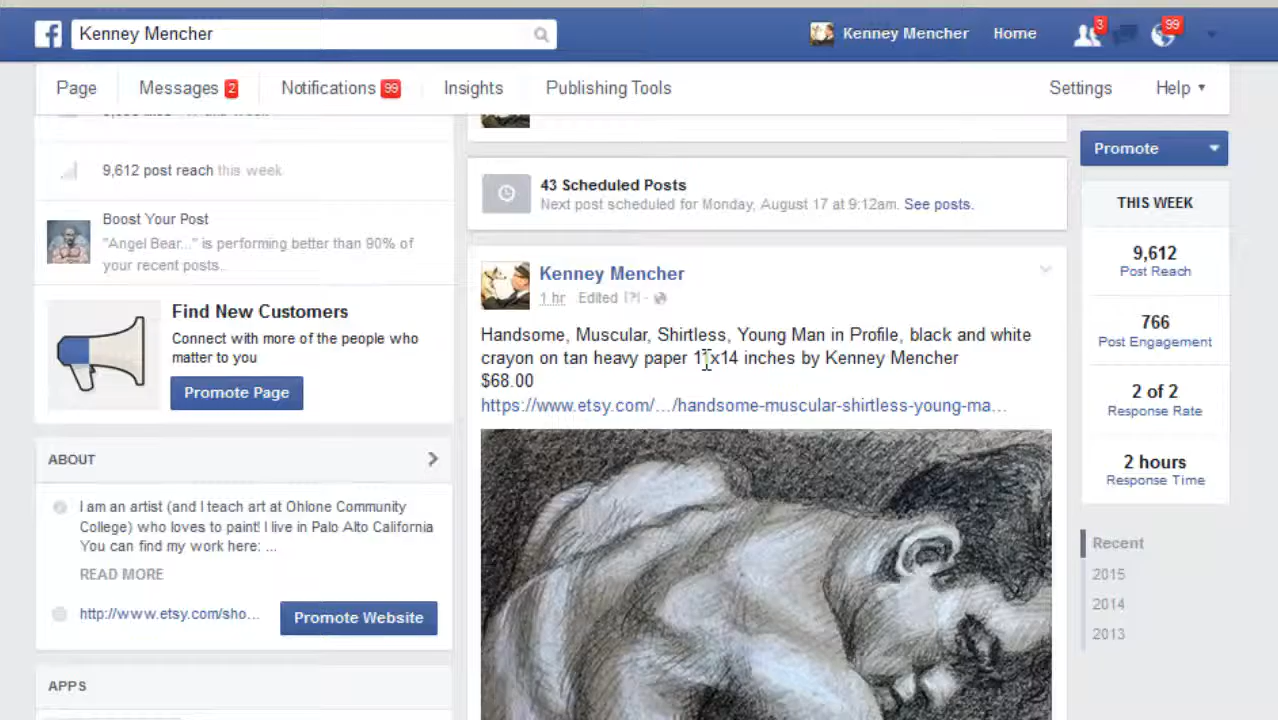 Kenney Mencher
Kenney Mencher
Home
3
99
Page
Messages 2
Notifications 99
Insights
Publishing Tools
Settings
Help
9,612 post reach this week
Boost Your Post
"Angel Bear..." is performing better than 90% of
your recent posts.
Find New Customers
Connect with more of the people who
matter to you
Promote Page
ABOUT
I am an artist (and I teach art at Ohlone Community
College) who loves to paint! I live in Palo Alto California
You can find my work here: ...
READ MORE
http://www.etsy.com/sho...
Promote Website
APPS
43 Scheduled Posts
Next post scheduled for Monday, August 17 at 9:12am. See posts.
Kenney Mencher
1 hr Edited [?] ·
Handsome, Muscular, Shirtless, Young Man in Profile, black and white
crayon on tan heavy paper 11x14 inches by Kenney Mencher
$68.00
https://www.etsy.com/.../handsome-muscular-shirtless-young-ma...
Promote
THIS WEEK
9,612
Post Reach
766
Post Engagement
2 of 2
Response Rate
2 hours
Response Time
Recent
2015
2014
2013